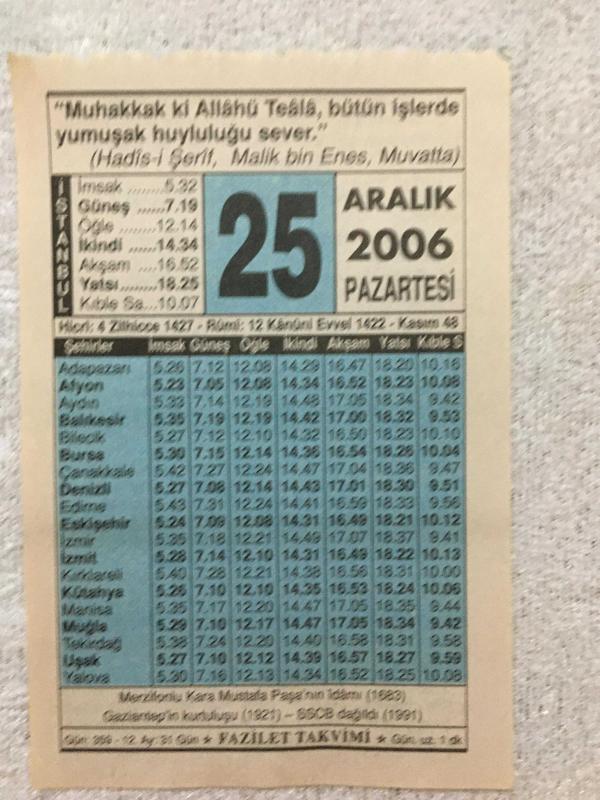 "Muhakkak ki Allâhü Teâlâ, bütün işlerde
yumuşak huyluluğu sever."
(Hadîs-i Şerîf, Malik bin Enes, Muvatta)
İSTANBUL
İmsak ........5.32
Güneş ......7.19
Öğle .........12.14
İkindi ......14.34
Akşam ....16.52
Yatsı........18.25
Kıble Sa...10.07
25
ARALIK
2006
PAZARTESİ
Hicrî: 4 Zilhicce 1427 - Rûmî: 12 Kânûni Evvel 1422 - Kasım 48
Şehirler İmsak Güneş Öğle İkindi Akşam Yatsı Kıble S
Adapazarı 5.26 7.12 12.08 14.29 16.47 18.20 10.16
Afyon 5.23 7.05 12.08 14.34 16.52 18.23 10.08
Aydın 5.33 7.14 12.19 14.48 17.05 18.34 9.42
Balıkesir 5.35 7.19 12.19 14.42 17.00 18.32 9.53
Bilecik 5.27 7.12 12.10 14.32 16.50 18.23 10.10
Bursa 5.30 7.15 12.14 14.36 16.54 18.26 10.04
Çanakkale 5.42 7.27 12.24 14.47 17.04 18.36 9.47
Denizli 5.27 7.08 12.14 14.43 17.01 18.30 9.51
Edirne 5.43 7.31 12.24 14.41 16.59 18.33 9.56
Eskişehir 5.24 7.09 12.08 14.31 16.49 18.21 10.12
İzmir 5.35 7.18 12.21 14.49 17.07 18.37 9.41
İzmit 5.28 7.14 12.10 14.31 16.49 18.22 10.13
Kırklareli 5.40 7.28 12.21 14.38 16.56 18.31 10.00
Kütahya 5.26 7.10 12.10 14.35 16.53 18.24 10.06
Manisa 5.35 7.17 12.20 14.47 17.05 18.35 9.44
Muğla 5.29 7.10 12.17 14.47 17.05 18.34 9.42
Tekirdağ 5.38 7.24 12.20 14.40 16.58 18.31 9.58
Uşak 5.27 7.10 12.12 14.39 16.57 18.27 9.59
Yalova 5.30 7.16 12.13 14.34 16.52 18.25 10.08
Merzifonlu Kara Mustafa Paşa'nın îdâmı (1683)
Gaziantep'in kurtuluşu (1921) – SSCB dağıldı (1991)
Gün: 359 - 12. Ay: 31 Gün ★ FAZİLET TAKVİMİ ★ Gün. uz. 1 dk